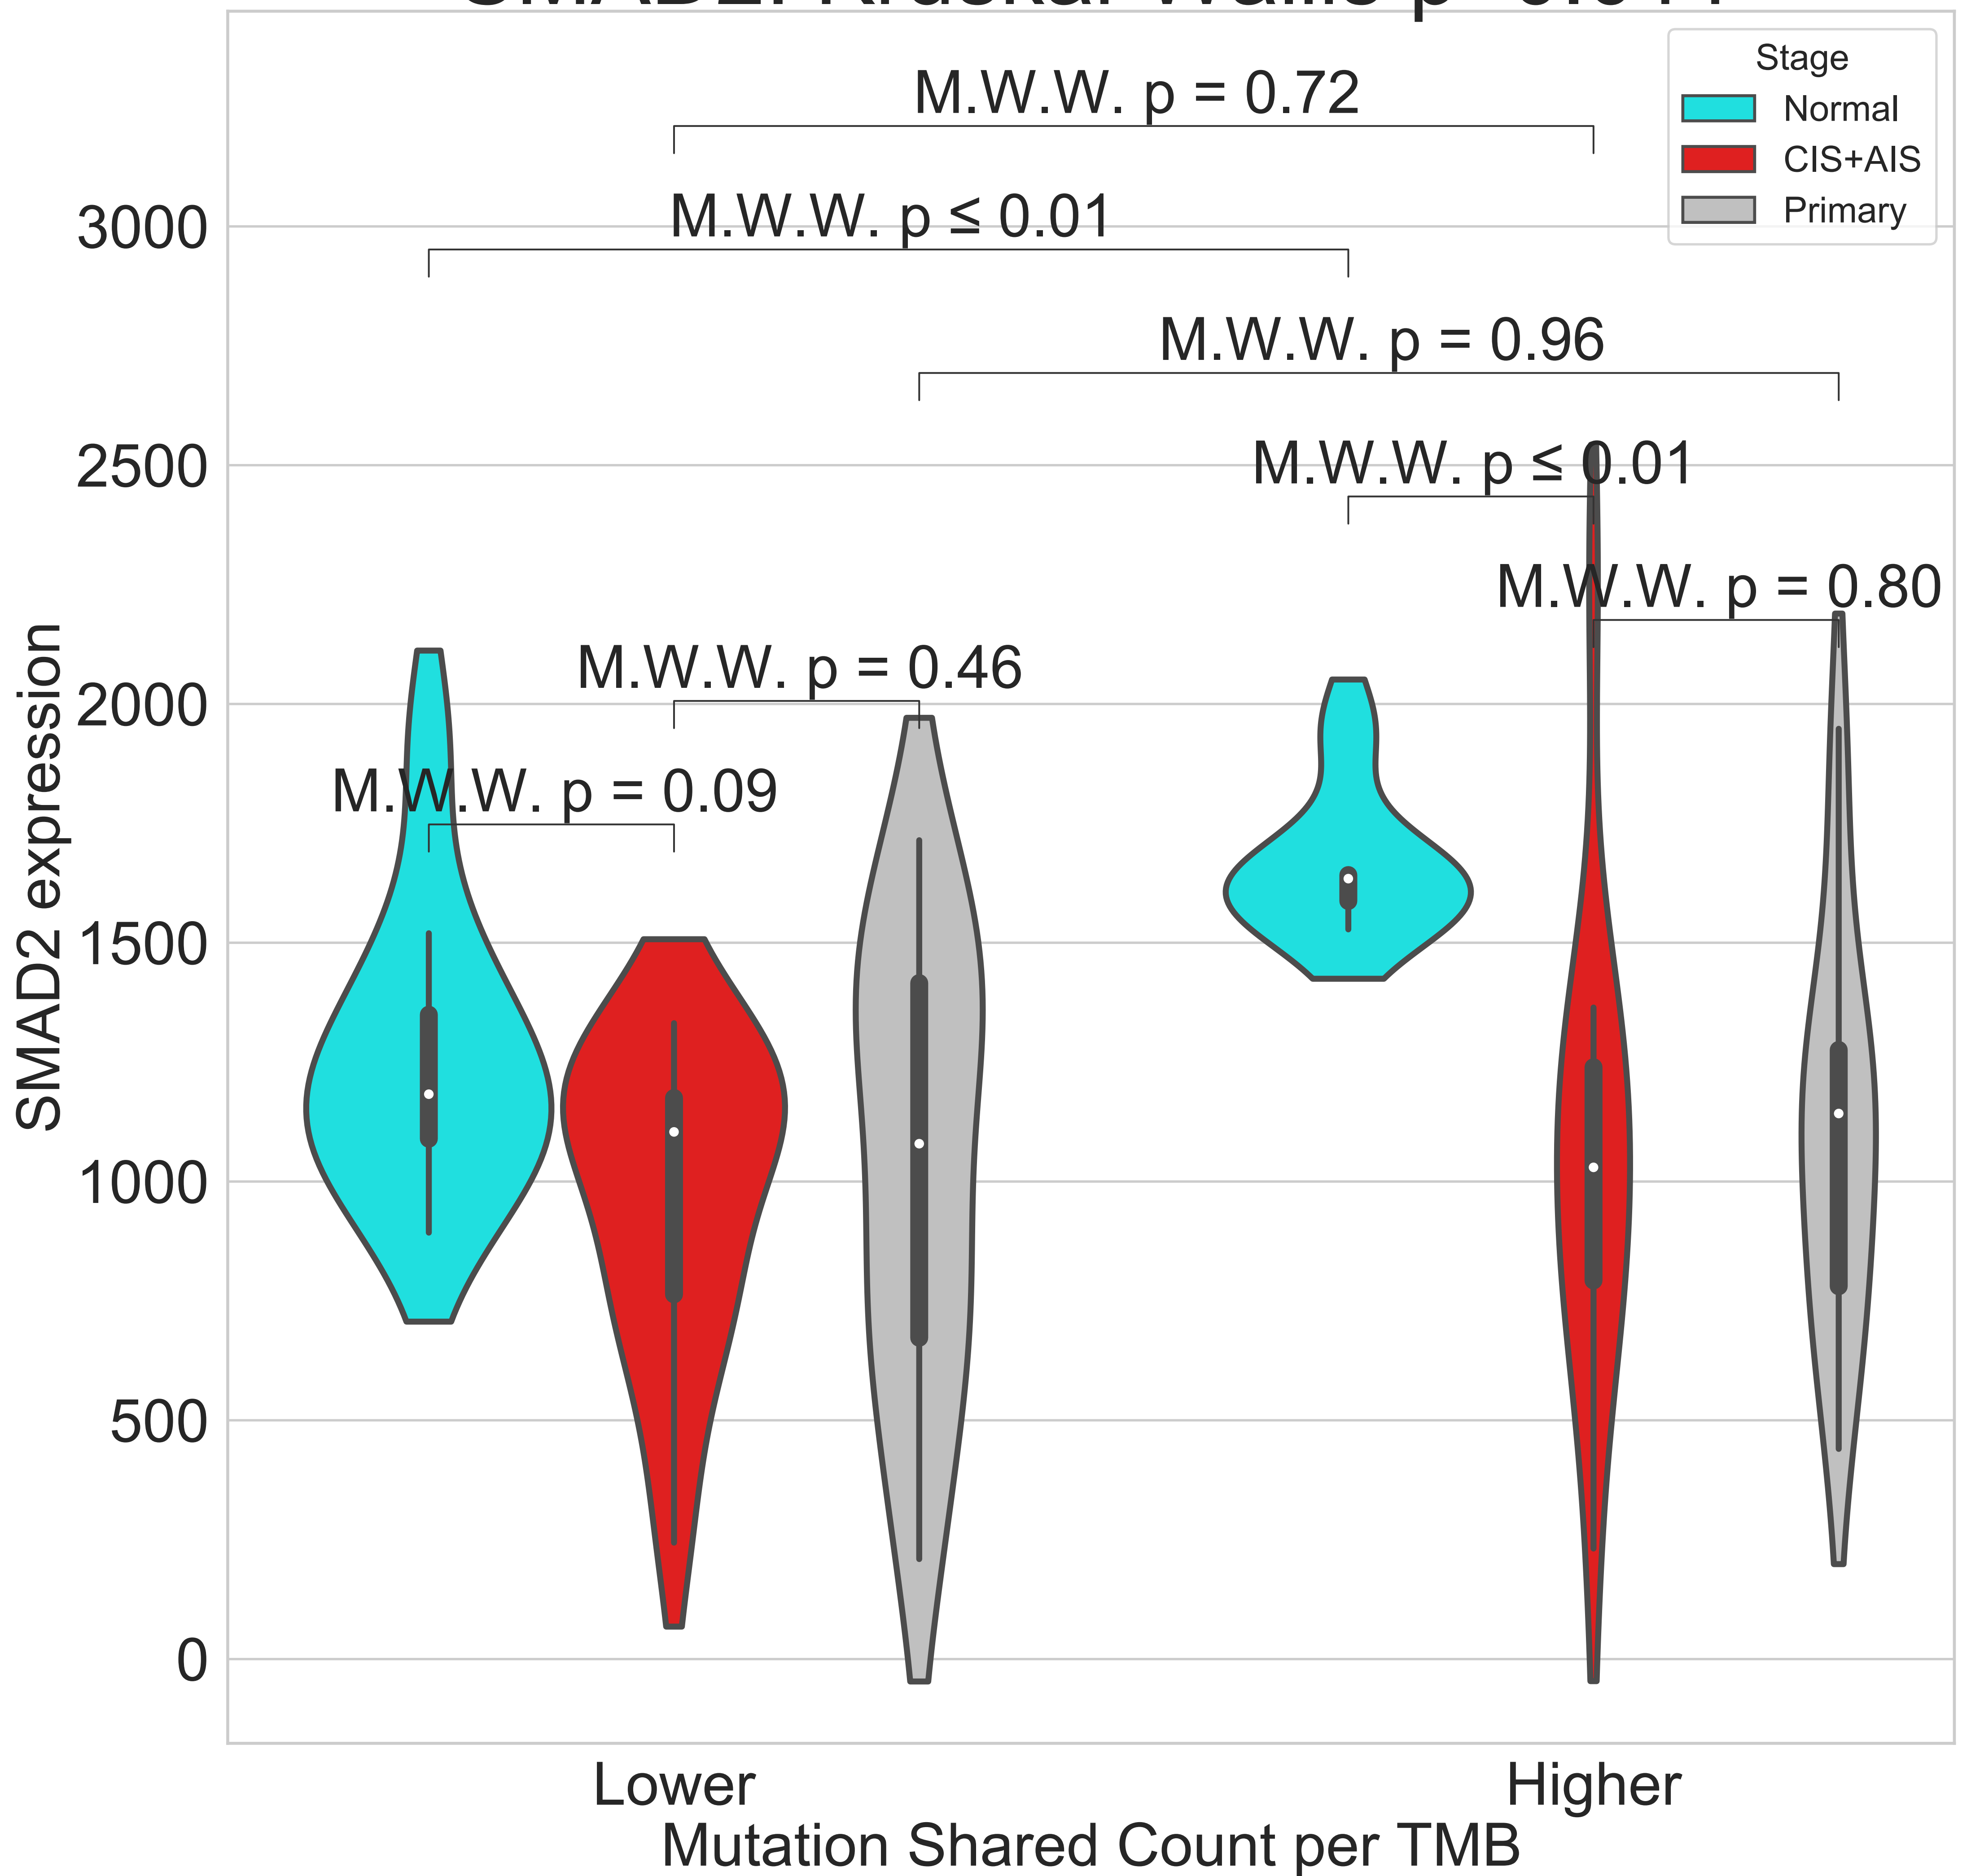 Stage
Normal
CIS+AIS
Primary
M.W.W. p = 0.72
M.W.W. p ≤ 0.01
M.W.W. p = 0.96
M.W.W. p ≤ 0.01
M.W.W. p = 0.80
M.W.W. p = 0.46
M.W.W. p = 0.09
3000
2500
2000
1500
1000
500
0
SMAD2 expression
Lower
Higher
Mutation Shared Count per TMB